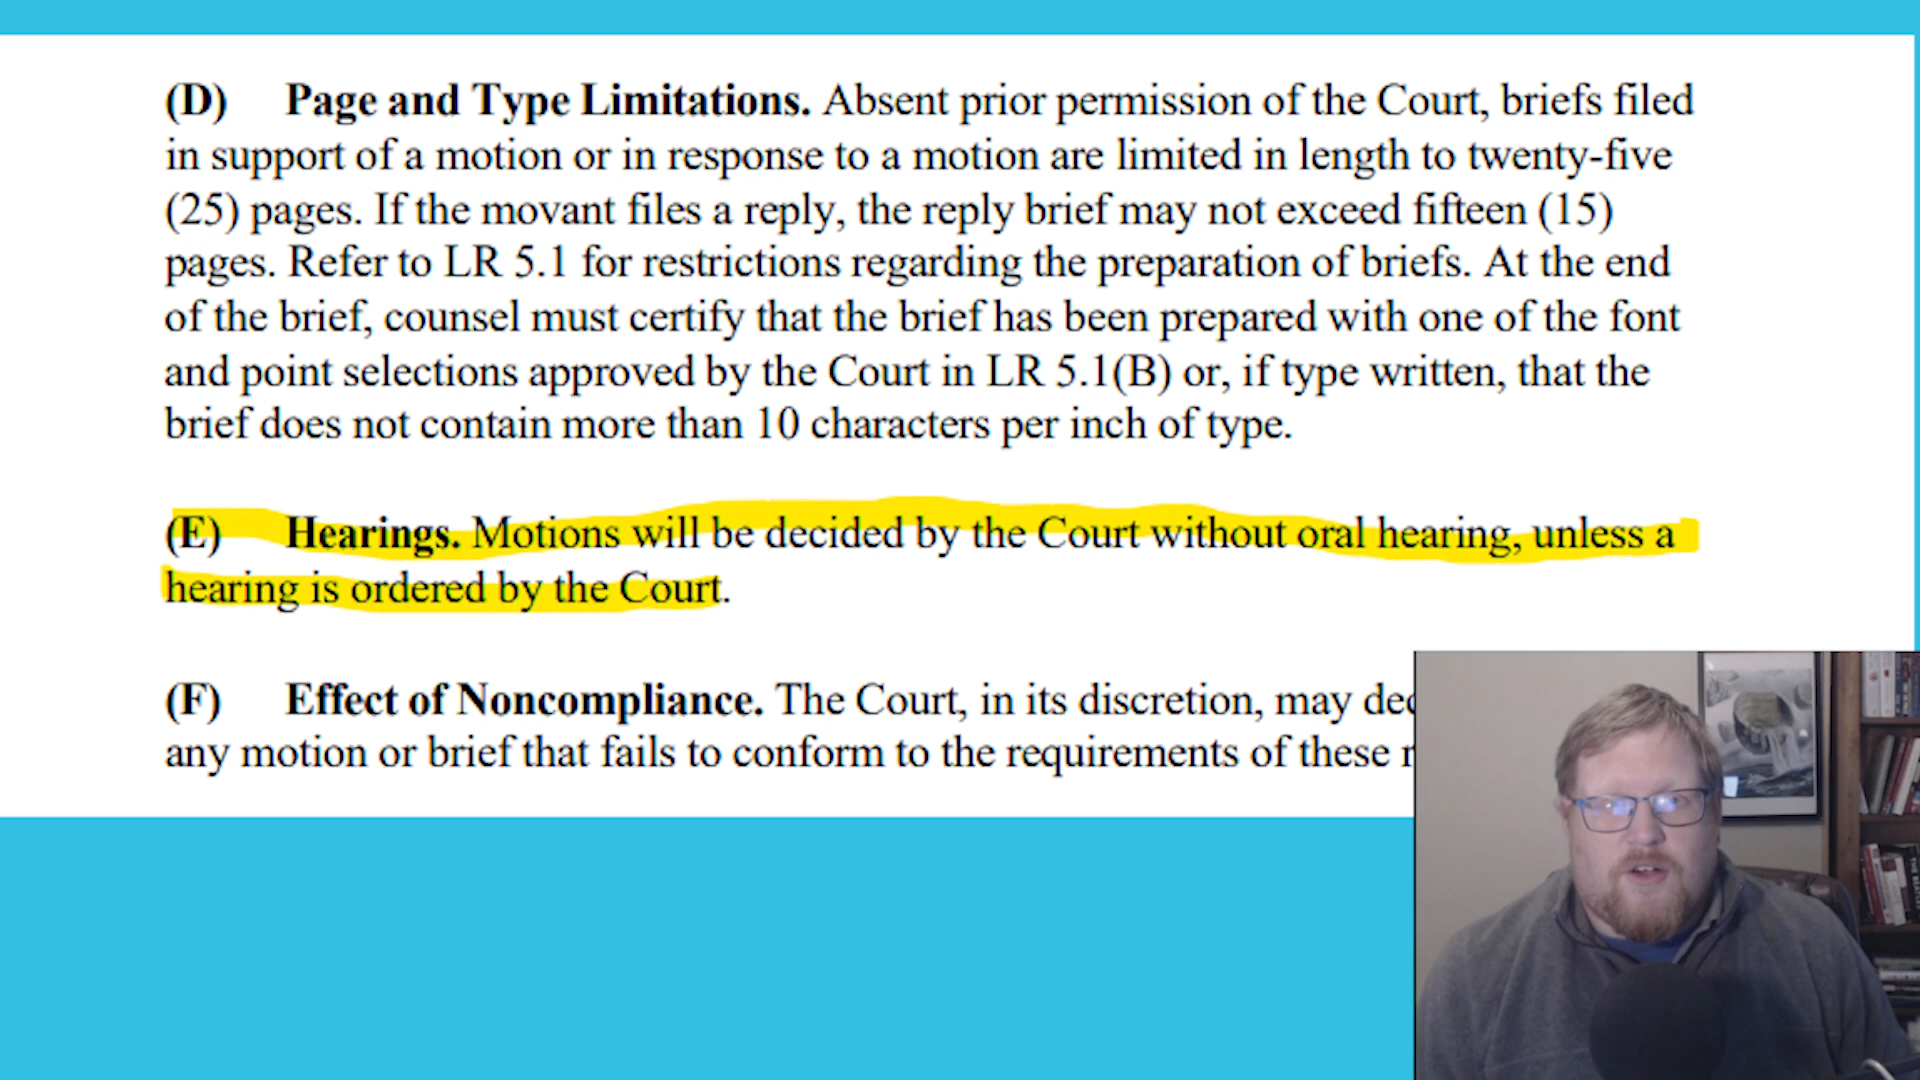 (D) Page and Type Limitations. Absent prior permission of the Court, briefs filed
in support of a motion or in response to a motion are limited in length to twenty-five
(25) pages. If the movant files a reply, the reply brief may not exceed fifteen (15)
pages. Refer to LR 5.1 for restrictions regarding the preparation of briefs. At the end
of the brief, counsel must certify that the brief has been prepared with one of the font
and point selections approved by the Court in LR 5.1(B) or, if type written, that the
brief does not contain more than 10 characters per inch of type.
(E) Hearings. Motions will be decided by the Court without oral hearing, unless a
hearing is ordered by the Court.
(F) Effect of Noncompliance. The Court, in its discretion, may
any motion or brief that fails to conform to the requirements of these